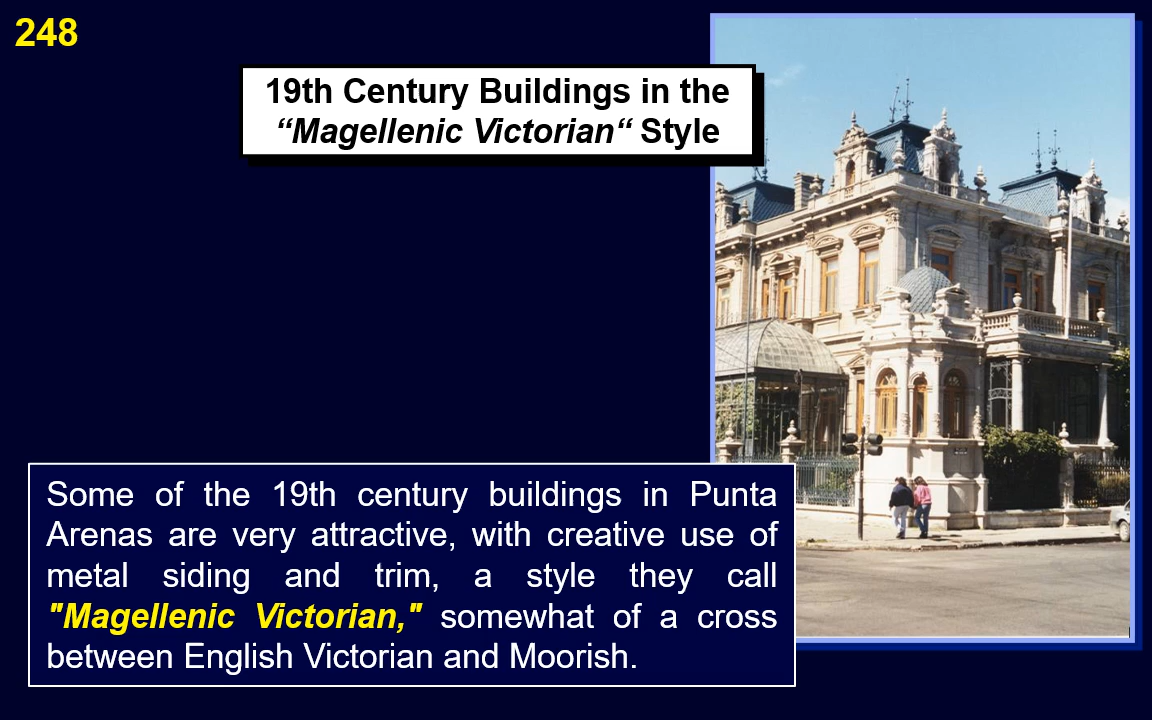 248
19th Century Buildings in the
“Magellenic Victorian“ Style
Some of the 19th century buildings in Punta
Arenas are very attractive, with creative use of
metal siding and trim, a style they call
"Magellenic Victorian," somewhat of a cross
between English Victorian and Moorish.